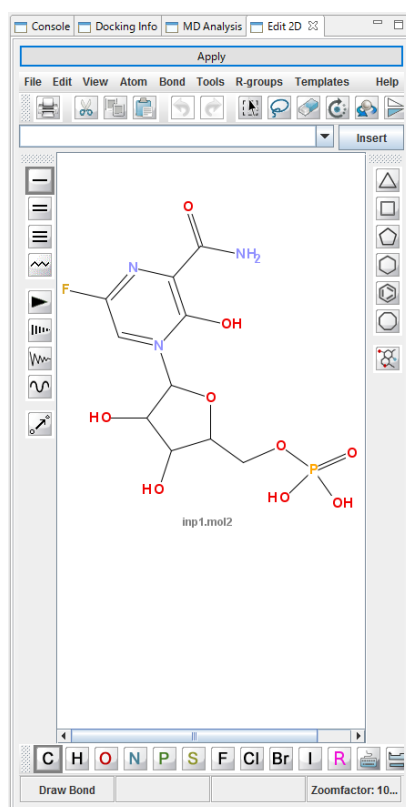 Console Docking Info MD Analysis Edit 2D
Apply
File Edit View Atom Bond Tools R-groups Templates Help
Insert
O
N NH2
F
OH
N
O
HO
O O
P
HO
HO OH
inp1.mol2
C H O N P S F Cl Br I R
Draw Bond Zoomfactor: 10...